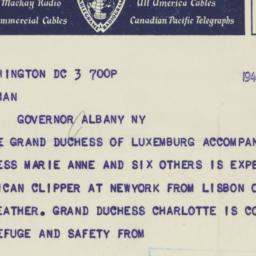 Mackay Radio
All America Cables
Commercial Cables
Canadian Pacific Telegraphs
HINGTON DC 3 700P
194
MAN
GOVERNOR ALBANY NY
E GRAND DUCHESS OF LUXEMBURG ACCOMPAN
ESS MARIE ANNE AND SIX OTHERS IS EXPE
ICAN CLIPPER AT NEWYORK FROM LISBON O
EATHER. GRAND DUCHESS CHARLOTTE IS CO
EFUGE AND SAFETY FROM